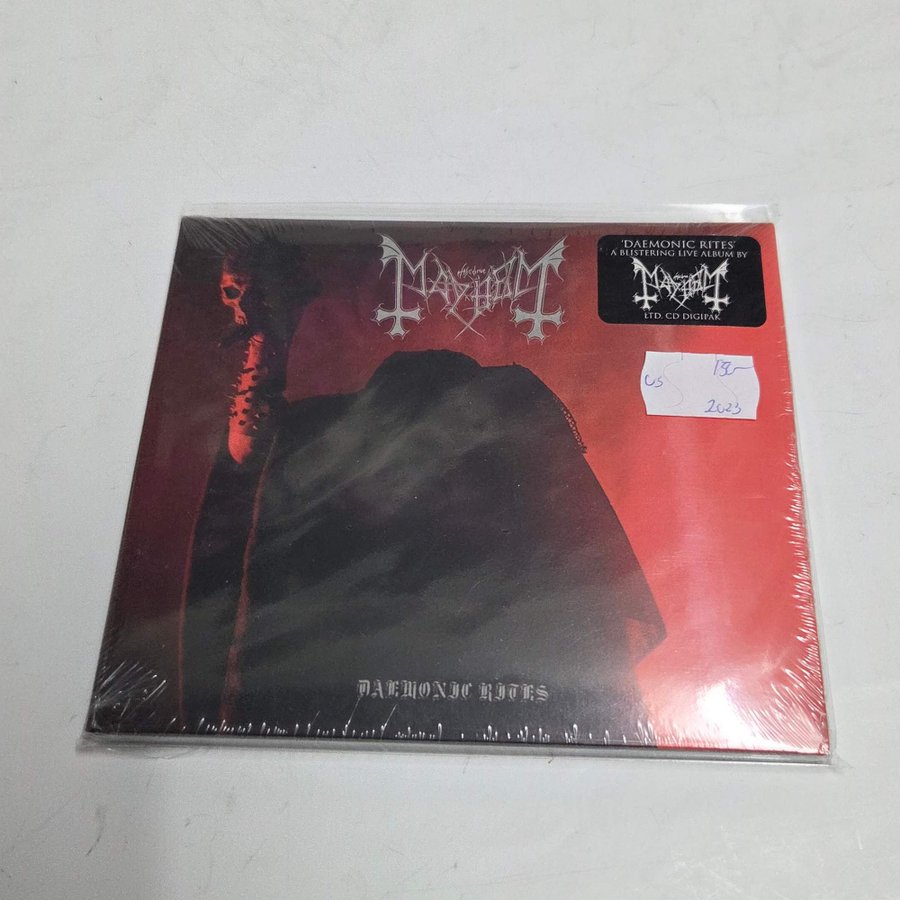 MAYHEM
'DAEMONIC RITES'
A BLISTERING LIVE ALBUM BY
MAYHEM
LTD. CD DIGIPAK
US
2023
DAEMONIC RITES